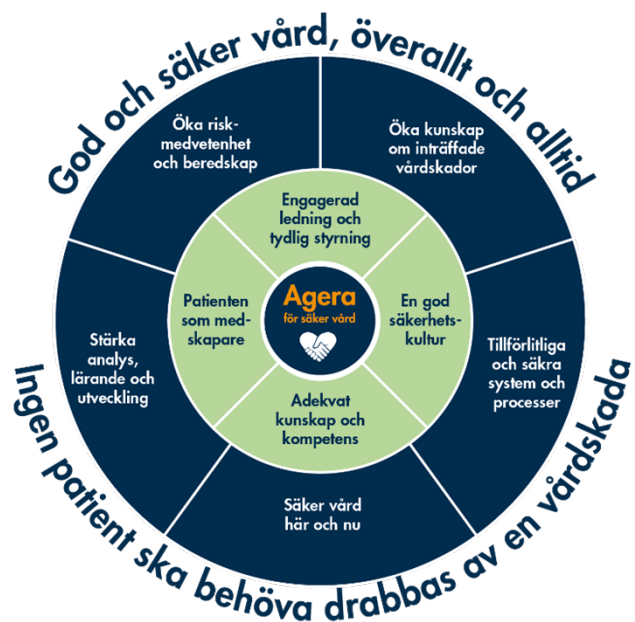 God och säker vård, överallt och alltid
Öka risk-
medvetenhet
och beredskap
Öka kunskap
om inträffade
vårdskador
Engagerad
ledning och
tydlig styrning
Patienten
som med-
skapare
Agera
för säker vård
En god
säkerhets-
kultur
Stärka
analys,
lärande och
utveckling
Tillförlitliga
och säkra
system och
processer
Adekvat
kunskap och
kompetens
Säker vård
här och nu
Ingen patient ska behöva drabbas av en vårdskada